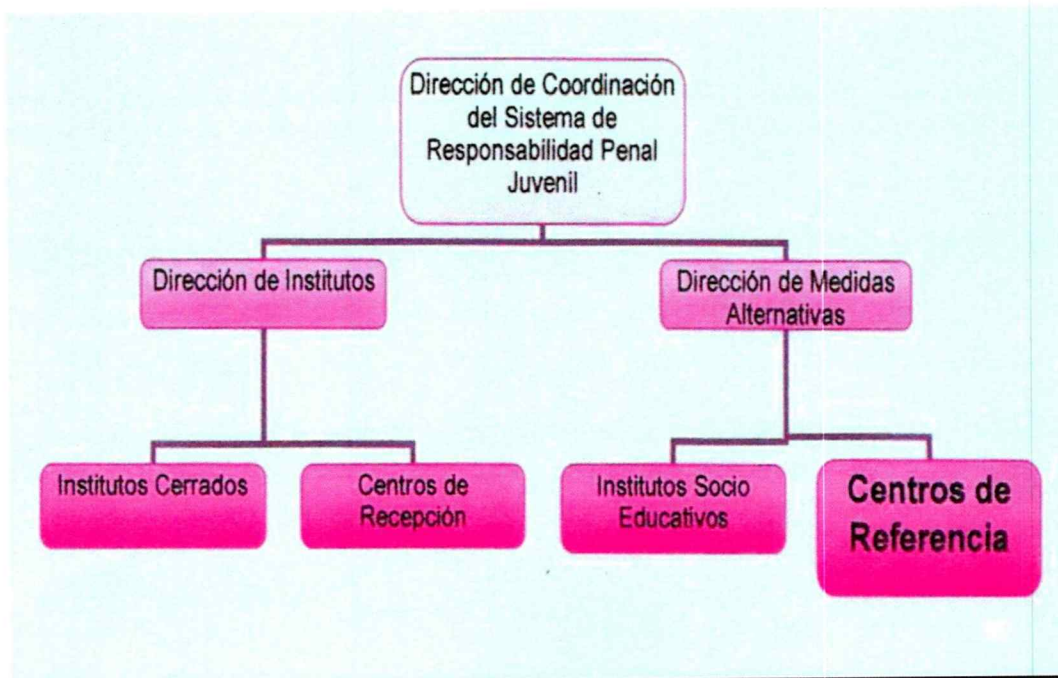 Dirección de Coordinación
del Sistema de
Responsabilidad Penal
Juvenil
Dirección de Institutos
Dirección de Medidas
Alternativas
Institutos Cerrados
Centros de
Recepción
Institutos Socio
Educativos
Centros de
Referencia